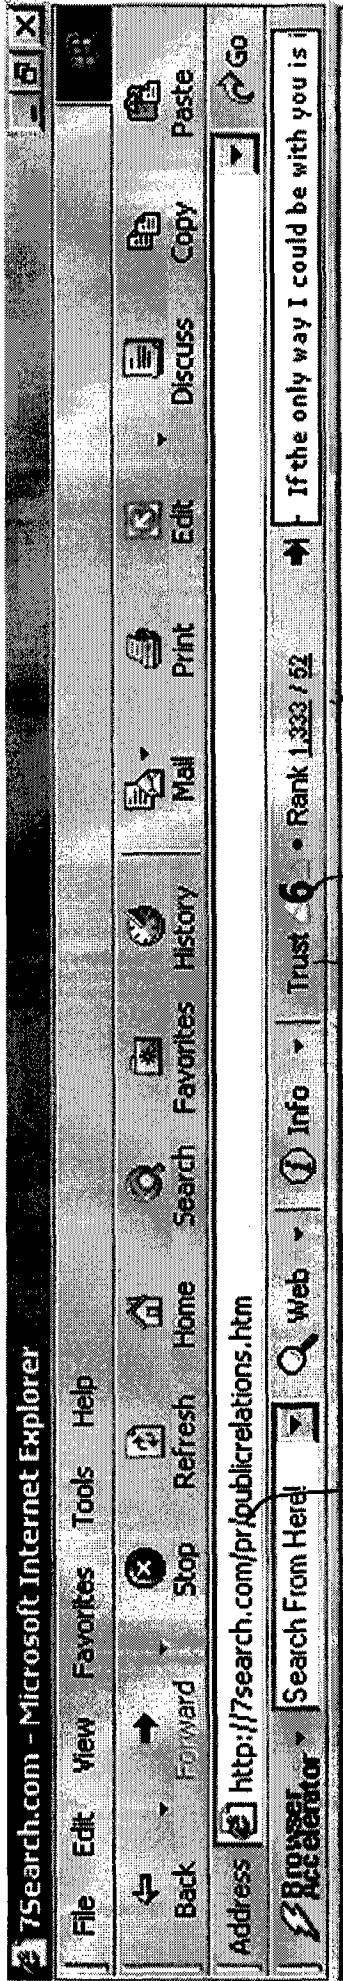 7Search.com - Microsoft Internet Explorer
File Edit View Favorites Tools Help
Back Forward Stop Refresh Home Search Favorites History Mail Print Edit Discuss Copy Paste
Address http://7search.com/pr/publicrelations.htm Go
Browser Accelerator Search From Here! Web Info Trust 6 • Rank 1,333 / 52 If the only way I could be with you is i